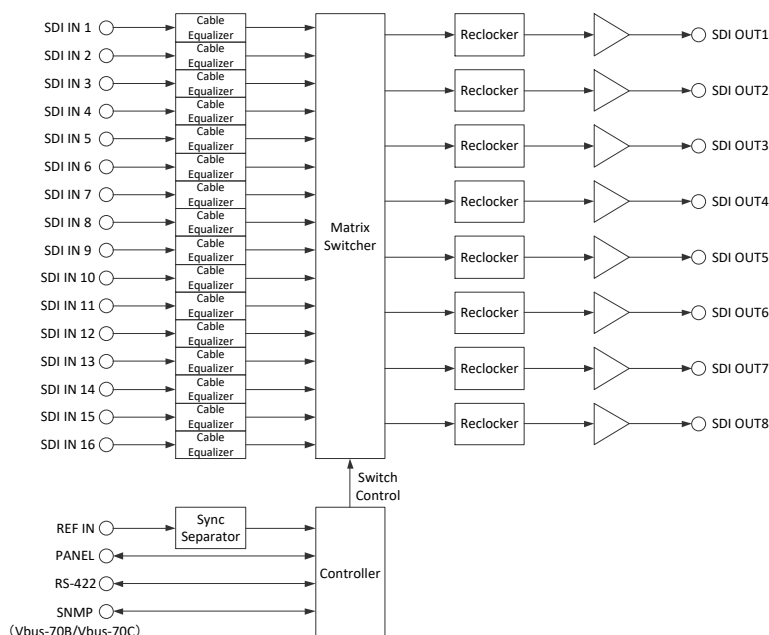 SDI IN 1
Cable
Equalizer
Reclocker
SDI OUT1
SDI IN 2
Cable
Equalizer
SDI IN 3
Cable
Equalizer
Reclocker
SDI OUT2
SDI IN 4
Cable
Equalizer
SDI IN 5
Cable
Equalizer
Reclocker
SDI OUT3
SDI IN 6
Cable
Equalizer
SDI IN 7
Cable
Equalizer
Reclocker
SDI OUT4
SDI IN 8
Cable
Equalizer
Matrix
Switcher
SDI IN 9
Cable
Equalizer
Reclocker
SDI OUT5
SDI IN 10
Cable
Equalizer
SDI IN 11
Cable
Equalizer
Reclocker
SDI OUT6
SDI IN 12
Cable
Equalizer
SDI IN 13
Cable
Equalizer
Reclocker
SDI OUT7
SDI IN 14
Cable
Equalizer
SDI IN 15
Cable
Equalizer
Reclocker
SDI OUT8
SDI IN 16
Cable
Equalizer
Switch
Control
REF IN
Sync
Separator
PANEL
Controller
RS-422
SNMP
(Vbus-70B/Vbus-70C)